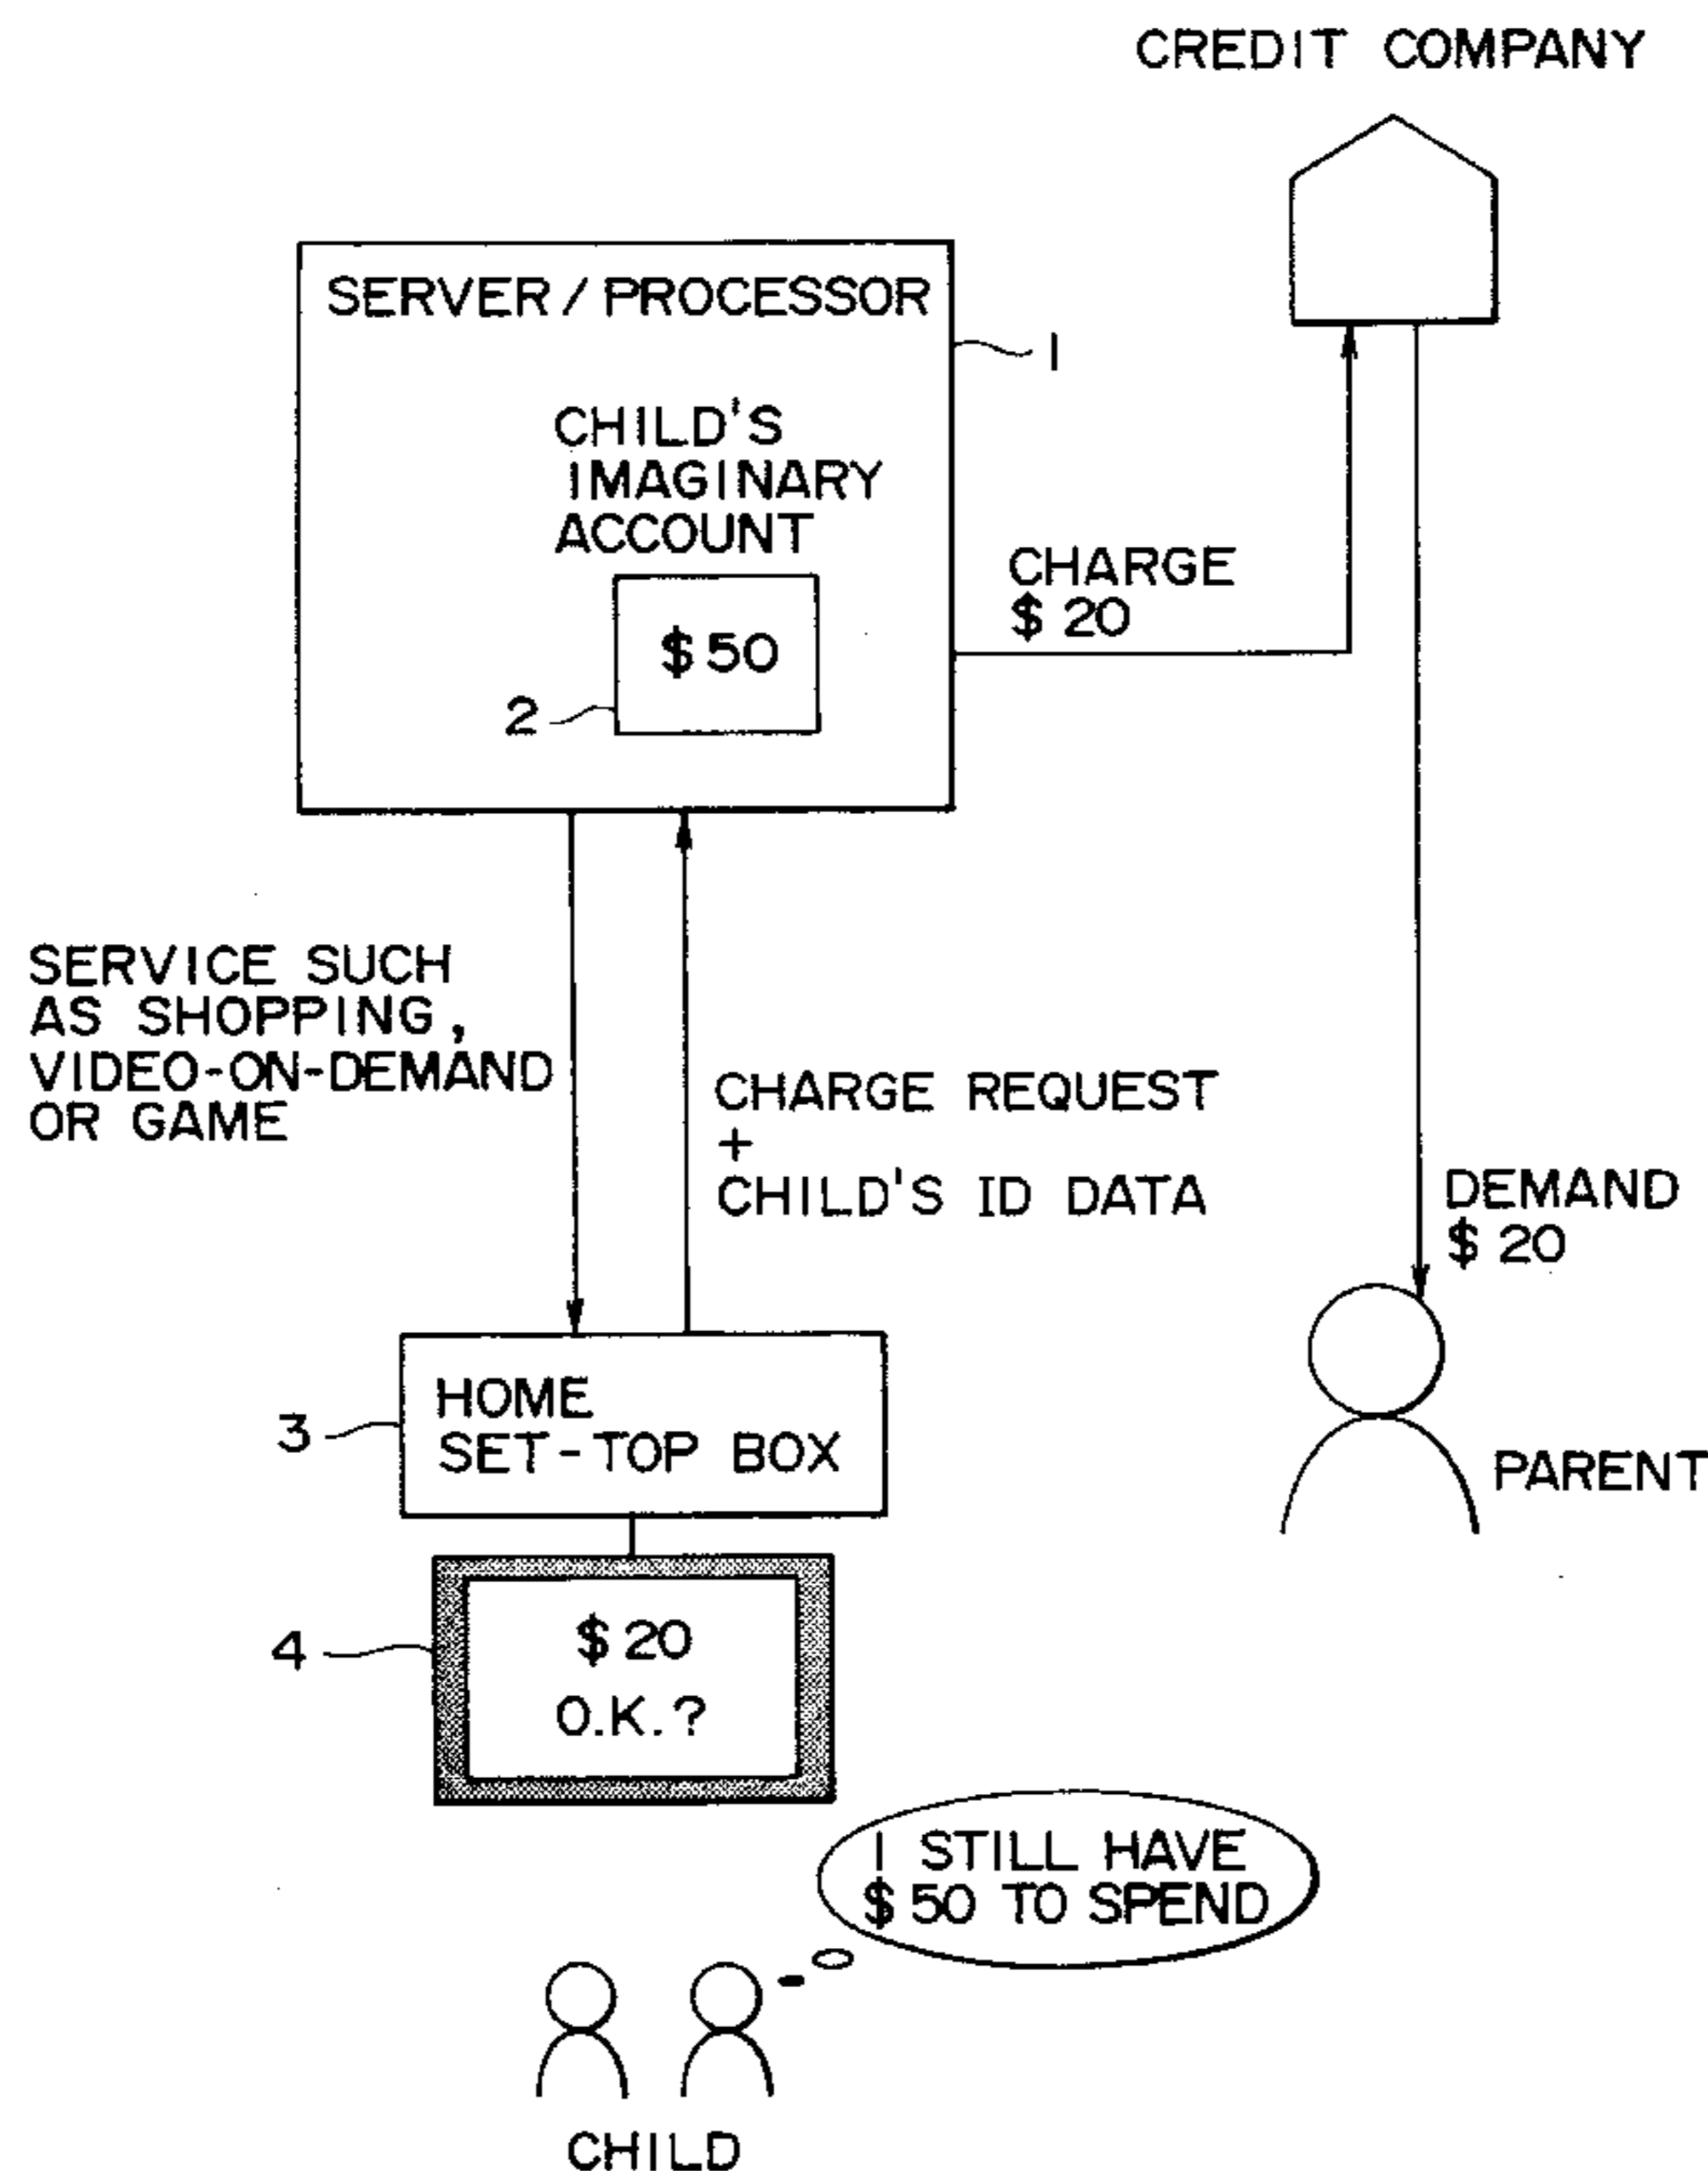 CREDIT COMPANY
SERVER / PROCESSOR
1
CHILD'S
IMAGINARY
ACCOUNT
$ 50
2
CHARGE
$ 20
SERVICE SUCH
AS SHOPPING,
VIDEO-ON-DEMAND
OR GAME
CHARGE REQUEST
+
CHILD'S ID DATA
DEMAND
$ 20
HOME
SET-TOP BOX
3
PARENT
4
$ 20
O.K.?
I STILL HAVE
$ 50 TO SPEND
CHILD